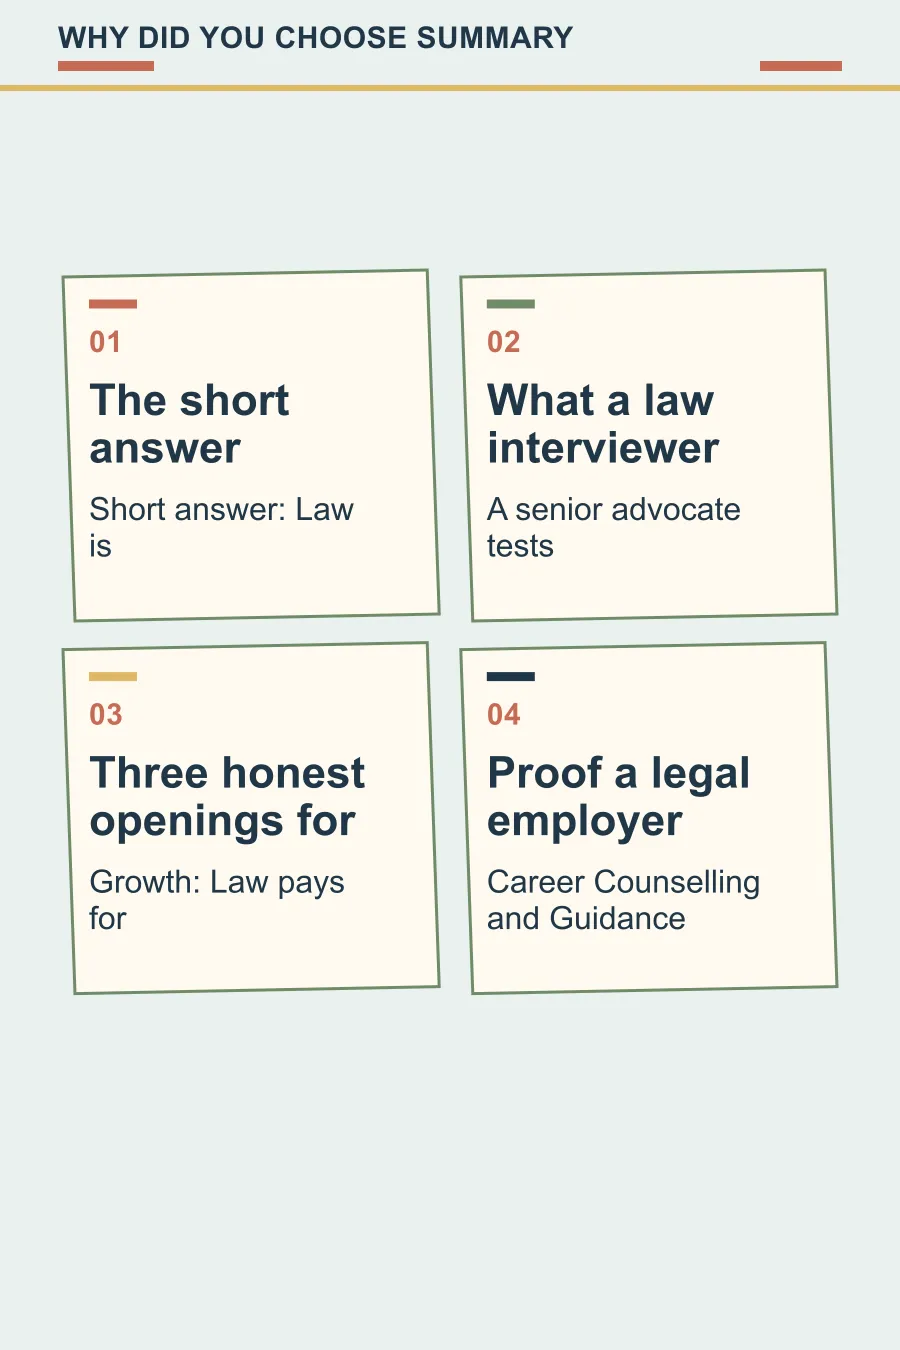 WHY DID YOU CHOOSE SUMMARY
01
The short
answer
Short answer: Law
is
02
What a law
interviewer
A senior advocate
tests
03
Three honest
openings for
Growth: Law pays
for
04
Proof a legal
employer
Career Counselling
and Guidance